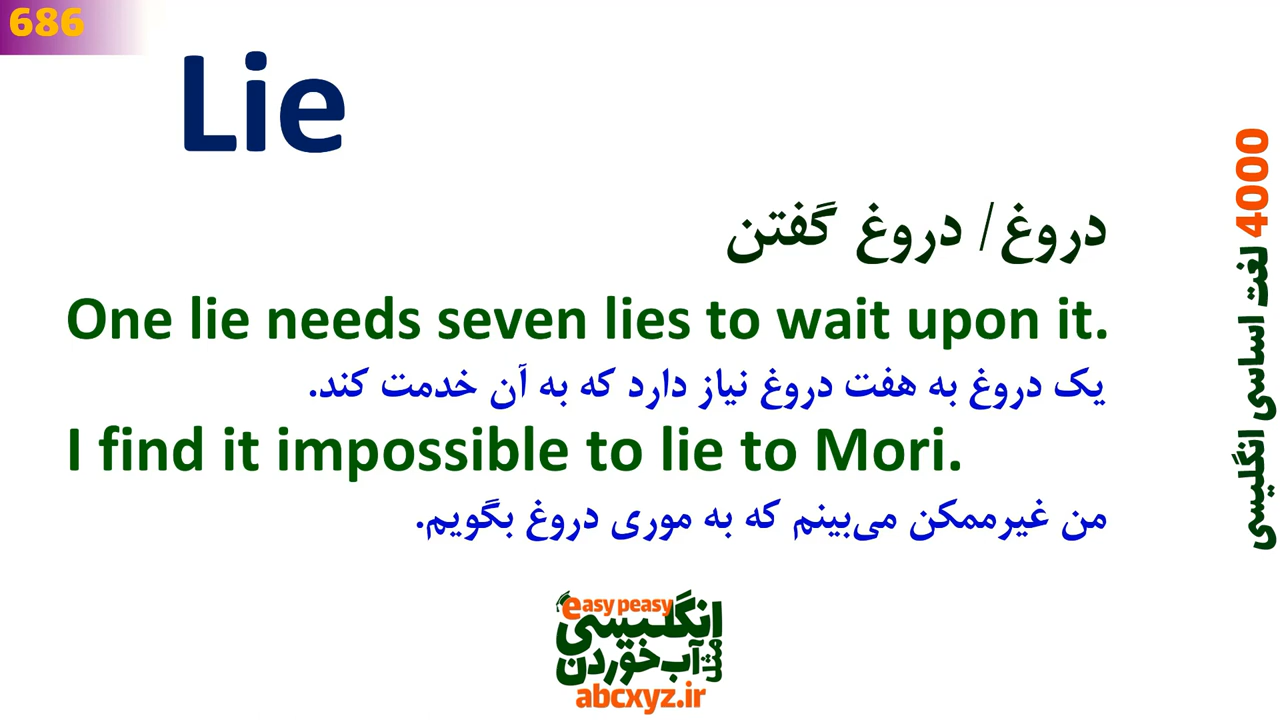 686
Lie
دروغ/ دروغ گفتن
One lie needs seven lies to wait upon it.
یک دروغ به هفت دروغ نیاز دارد که به آن خدمت کند.
I find it impossible to lie to Mori.
من غیرممکن می‌بینم که به موری دروغ بگویم.
4000 لغت اساسی انگلیسی
easy peasy
انگلیسی
مثل آب خوردن
abcxyz.ir